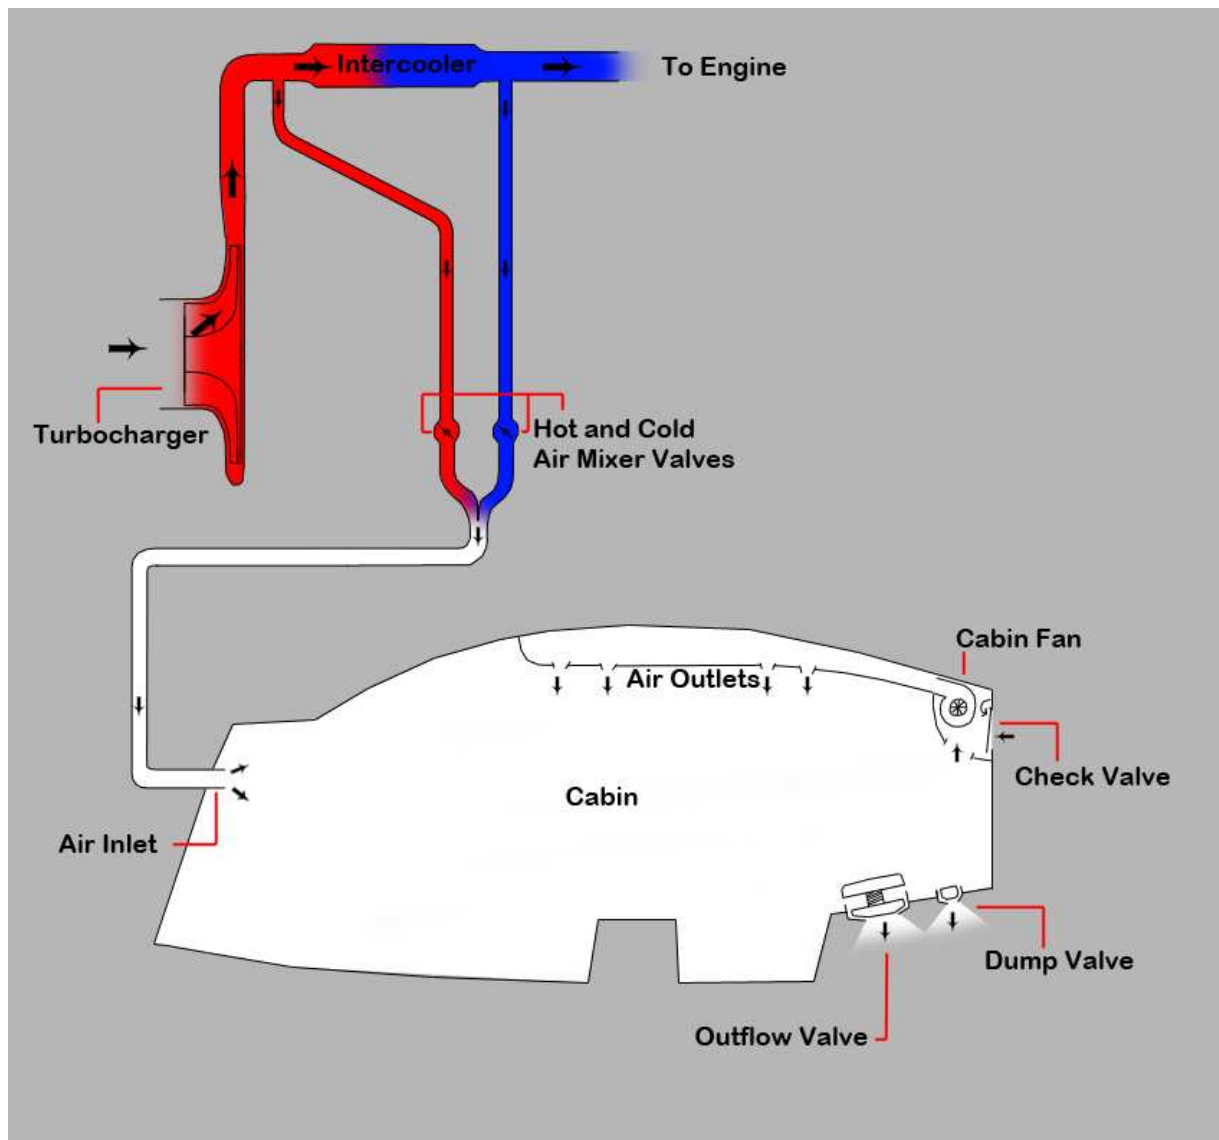 Intercooler
To Engine
Turbocharger
Hot and Cold
Air Mixer Valves
Cabin Fan
Air Outlets
Check Valve
Cabin
Air Inlet
Dump Valve
Outflow Valve